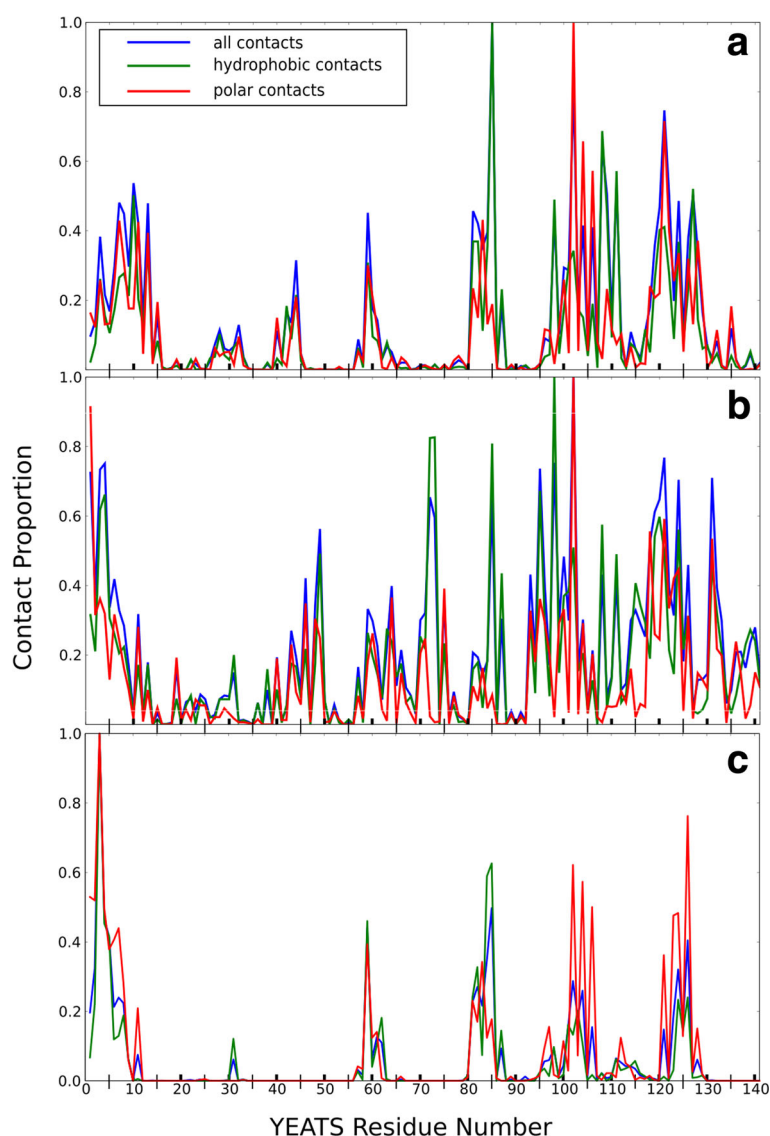 a
all contacts
hydrophobic contacts
polar contacts
1.0
0.8
0.6
0.4
0.2
b
1.0
0.8
0.6
0.4
0.2
Contact Proportion
c
1.0
0.8
0.6
0.4
0.2
0.0
0 10 20 30 40 50 60 70 80 90 100 110 120 130 140
YEATS Residue Number